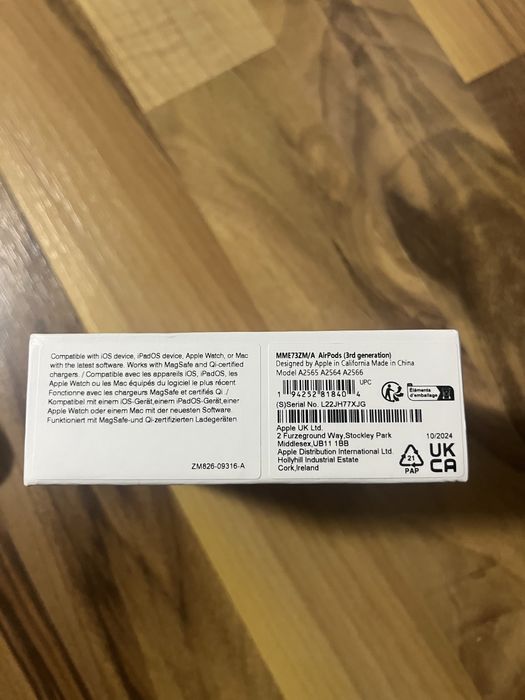 Compatible with iOS device, iPadOS device, Apple Watch, or Mac
with the latest software. Works with MagSafe and Qi-certified
chargers. / Compatible avec les appareils iOS, iPadOS, les
Apple Watch ou les Mac équipés du logiciel le plus récent
Fonctionne avec les chargeurs MagSafe et certifiés Qi /
Kompatibel mit einem iOS-Gerät,einem iPadOS-Gerät,einer
Apple Watch oder einem Mac mit der neuesten Software.
Funktioniert mit MagSafe-und Qi-zertifizierten Ladegeräten
ZM826-09316-A
MME73ZM/A AirPods (3rd generation)
Designed by Apple in California Made in China
Model A2565 A2564 A2566
UPC
1 94252 81840 4
Éléments
d'emballage
(S)Serial No. L22JH77XJG
Apple UK Ltd.
2 Furzeground Way,Stockley Park
Middlesex,UB11 1BB
Apple Distribution International Ltd.
Hollyhill Industrial Estate
Cork,Ireland
10/2024
21
PAP
UK
CA